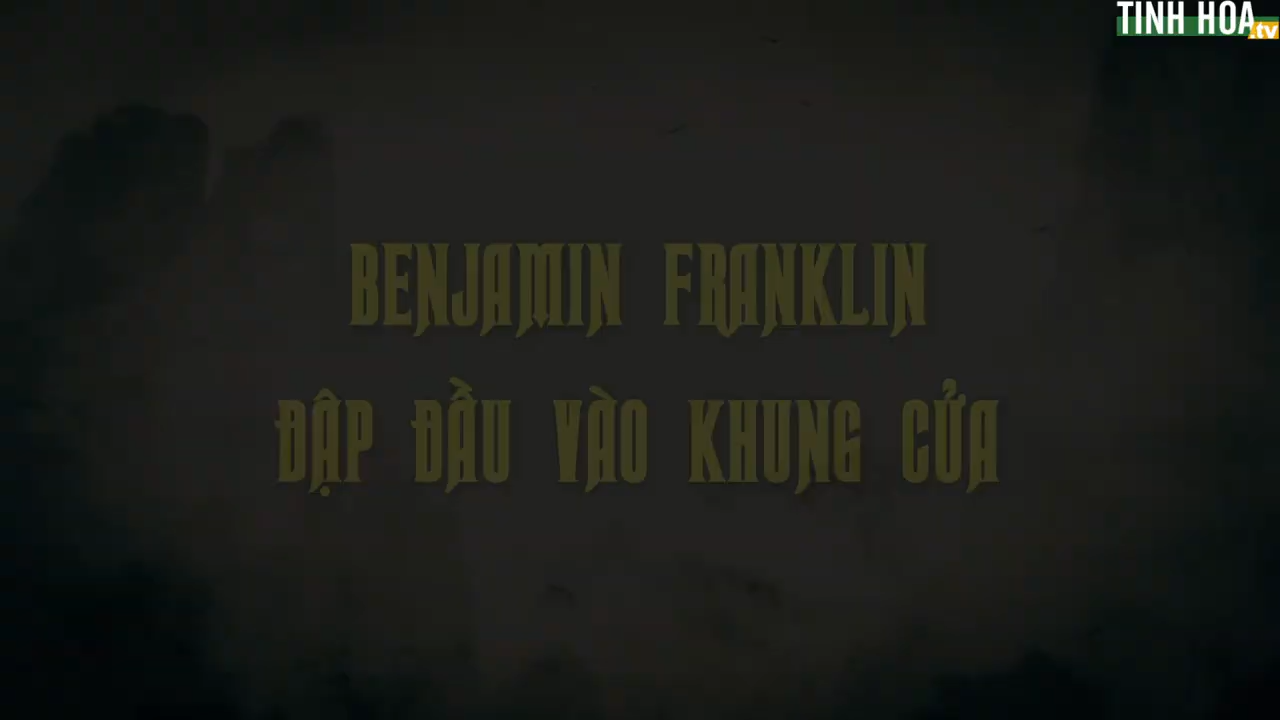 TINH HOA
.tv
BENJAMIN FRANKLIN
ĐẬP ĐẦU VÀO KHUNG CỬA